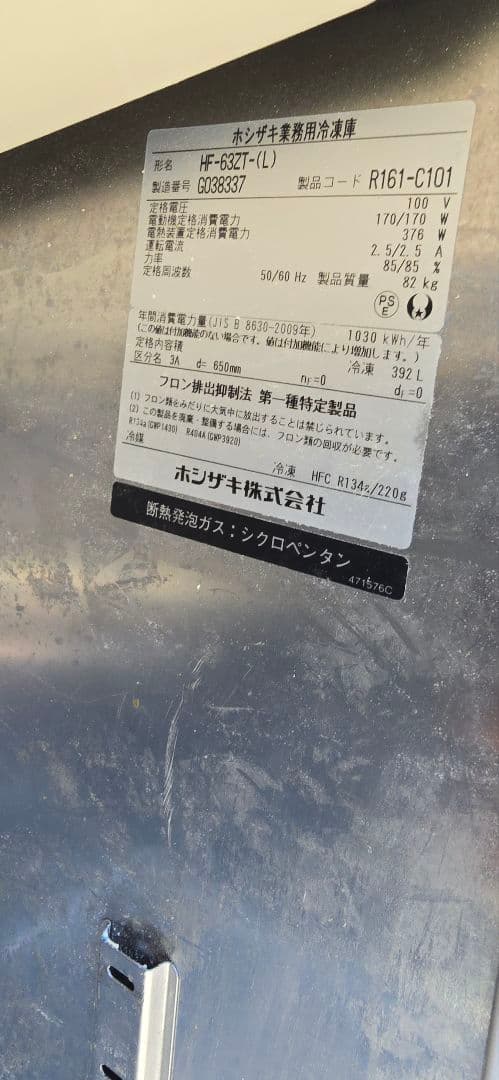 ホシザキ業務用冷凍庫
形名 HF-63ZT-(L)
製造番号 G038337 製品コード R161-C101
定格電圧 100 V
電動機定格消費電力 170/170 W
電熱装置定格消費電力 376 W
運転電流 2.5/2.5 A
力率 85/85 %
定格周波数 50/60 Hz 製品質量 82 kg
PS
E
年間消費電力量(JIS B 8630-2009年) 1030 kWh/年
(この値は付加機能のない場合です。値は付加機能により増加します。)
定格内容積 冷凍 392 L
区分名 3A d= 650mm nF=0 dj=0
フロン排出抑制法 第一種特定製品
(1) フロン類をみだりに大気中に放出することは禁じられています。
(2) この製品を廃棄・整備する場合には、フロン類の回収が必要です。
R134a(GWP1430) R404A(GWP3920)
冷媒 冷凍 HFC R134a/220g
ホシザキ株式会社
断熱発泡ガス:シクロペンタン
471576C